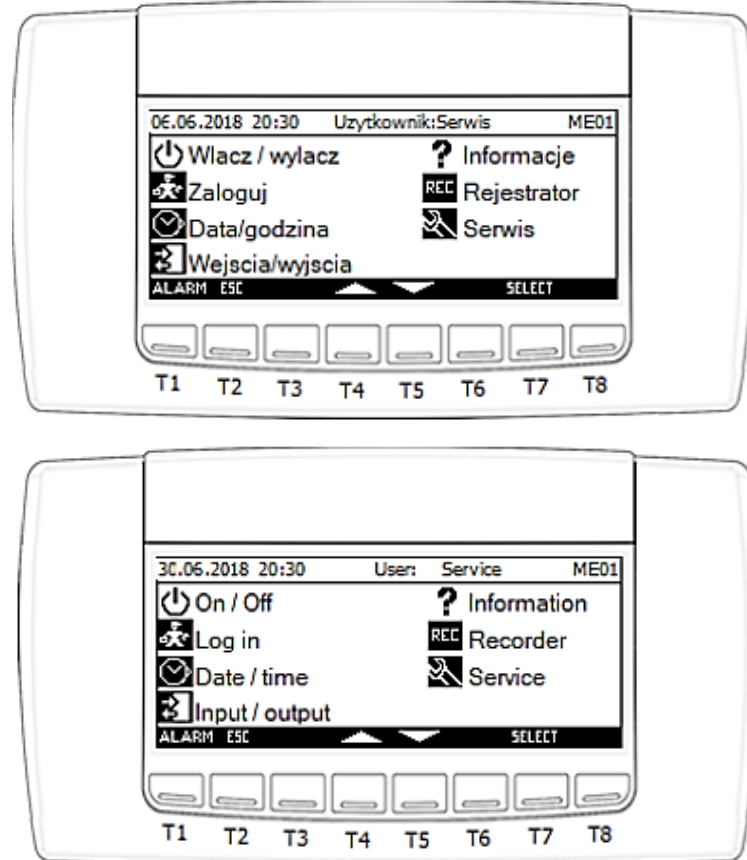 06.06.2018 20:30 Uzytkownik:Serwis ME01
Wlacz / wylacz ? Informacje
Zaloguj REC Rejestrator
Data/godzina Serwis
Wejscia/wyjscia
ALARM ESC SELECT
T1 T2 T3 T4 T5 T6 T7 T8
30.06.2018 20:30 User: Service ME01
On / Off ? Information
Log in REC Recorder
Date / time Service
Input / output
ALARM ESC SELECT
T1 T2 T3 T4 T5 T6 T7 T8